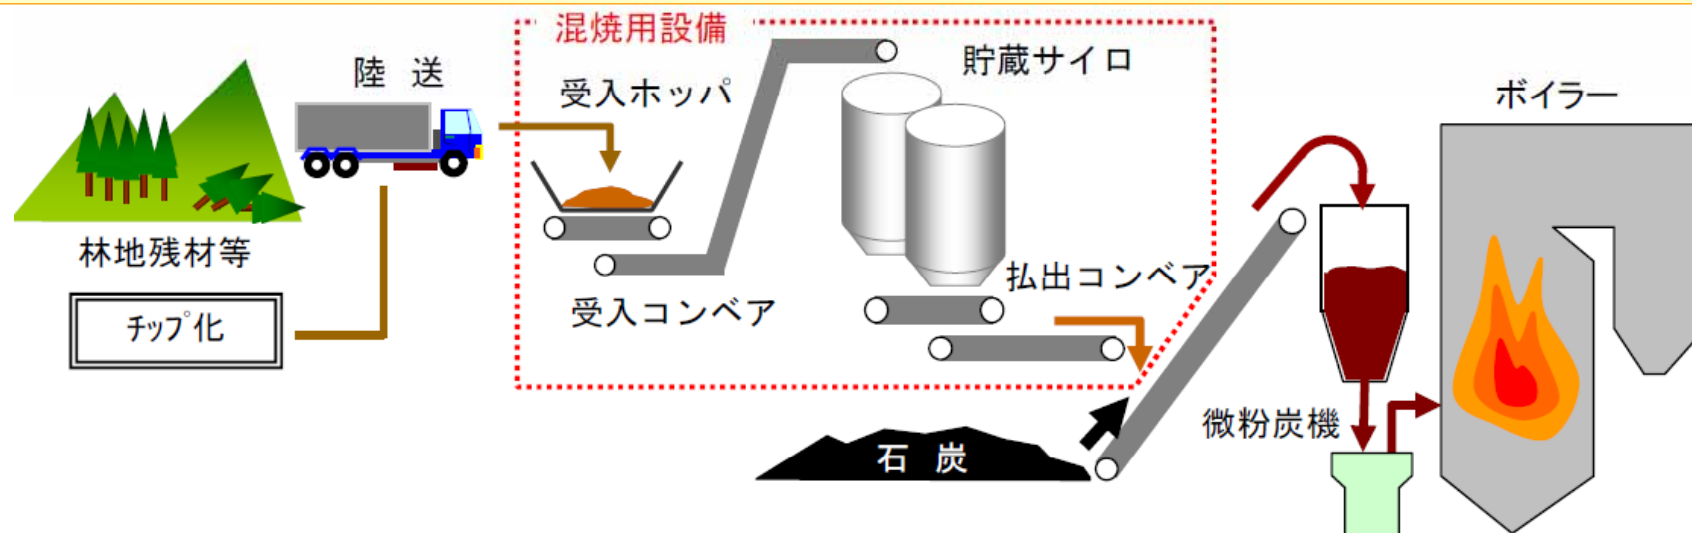 混焼用設備
陸 送
受入ホッパ
貯蔵サイロ
ボイラー
林地残材等
チップ化
受入コンベア
払出コンベア
石 炭
微粉炭機